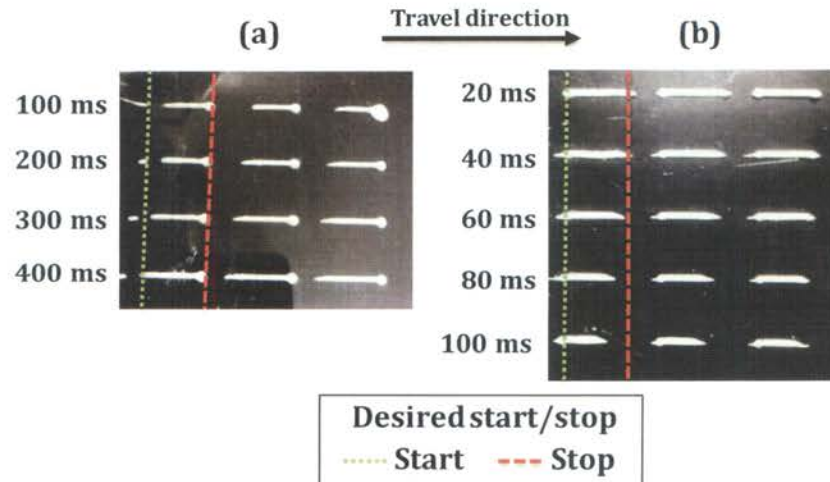 (a)
Travel direction
(b)
100 ms
200 ms
300 ms
400 ms
20 ms
40 ms
60 ms
80 ms
100 ms
Desired start/stop
Start
Stop